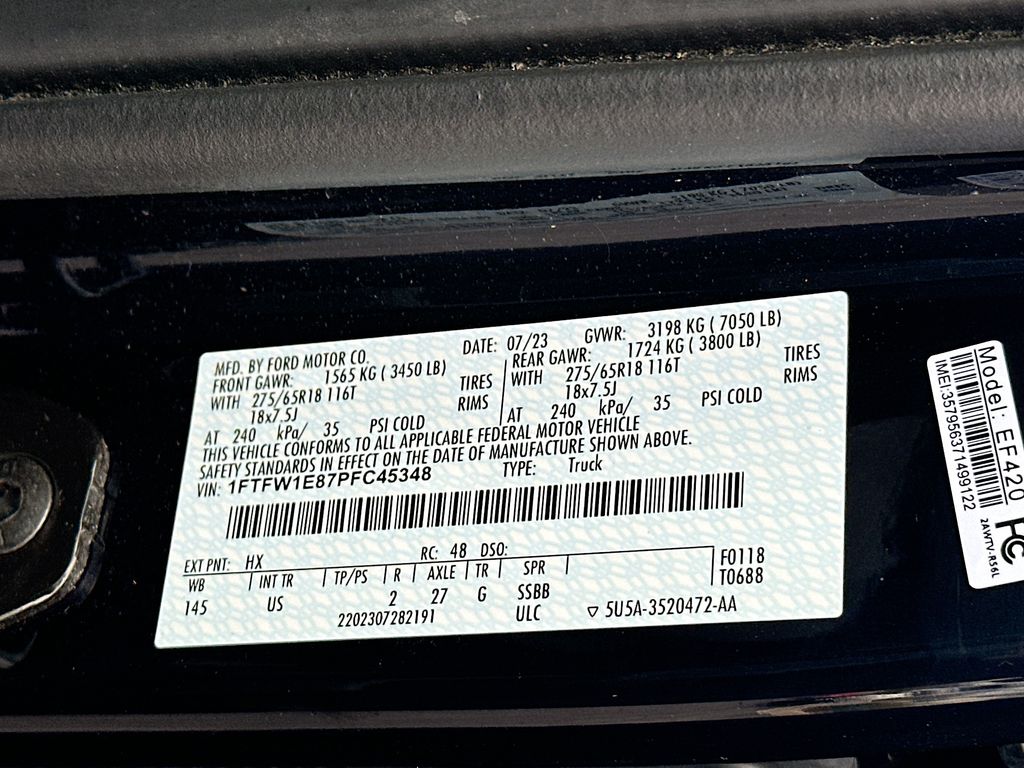 MFD. BY FORD MOTOR CO.
DATE: 07/23 GVWR: 3198 KG ( 7050 LB)
FRONT GAWR: 1565 KG ( 3450 LB)
WITH 275/65R18 116T TIRES
18x7.5J RIMS
AT 240 kPa/ 35 PSI COLD
REAR GAWR: 1724 KG ( 3800 LB)
WITH 275/65R18 116T TIRES
18x7.5J RIMS
AT 240 kPa/ 35 PSI COLD
THIS VEHICLE CONFORMS TO ALL APPLICABLE FEDERAL MOTOR VEHICLE
SAFETY STANDARDS IN EFFECT ON THE DATE OF MANUFACTURE SHOWN ABOVE.
VIN: 1FTFW1E87PFC45348 TYPE: Truck
EXT PNT: HX RC: 48 DSO:
WB INT TR TP/PS R AXLE TR SPR F0118
145 US 2 27 G SSBB T0688
2202307282191 ULC ▽ 5U5A-3520472-AA
Model: EF420
IMEI:357956371499122
FC
2AWTV-R56L